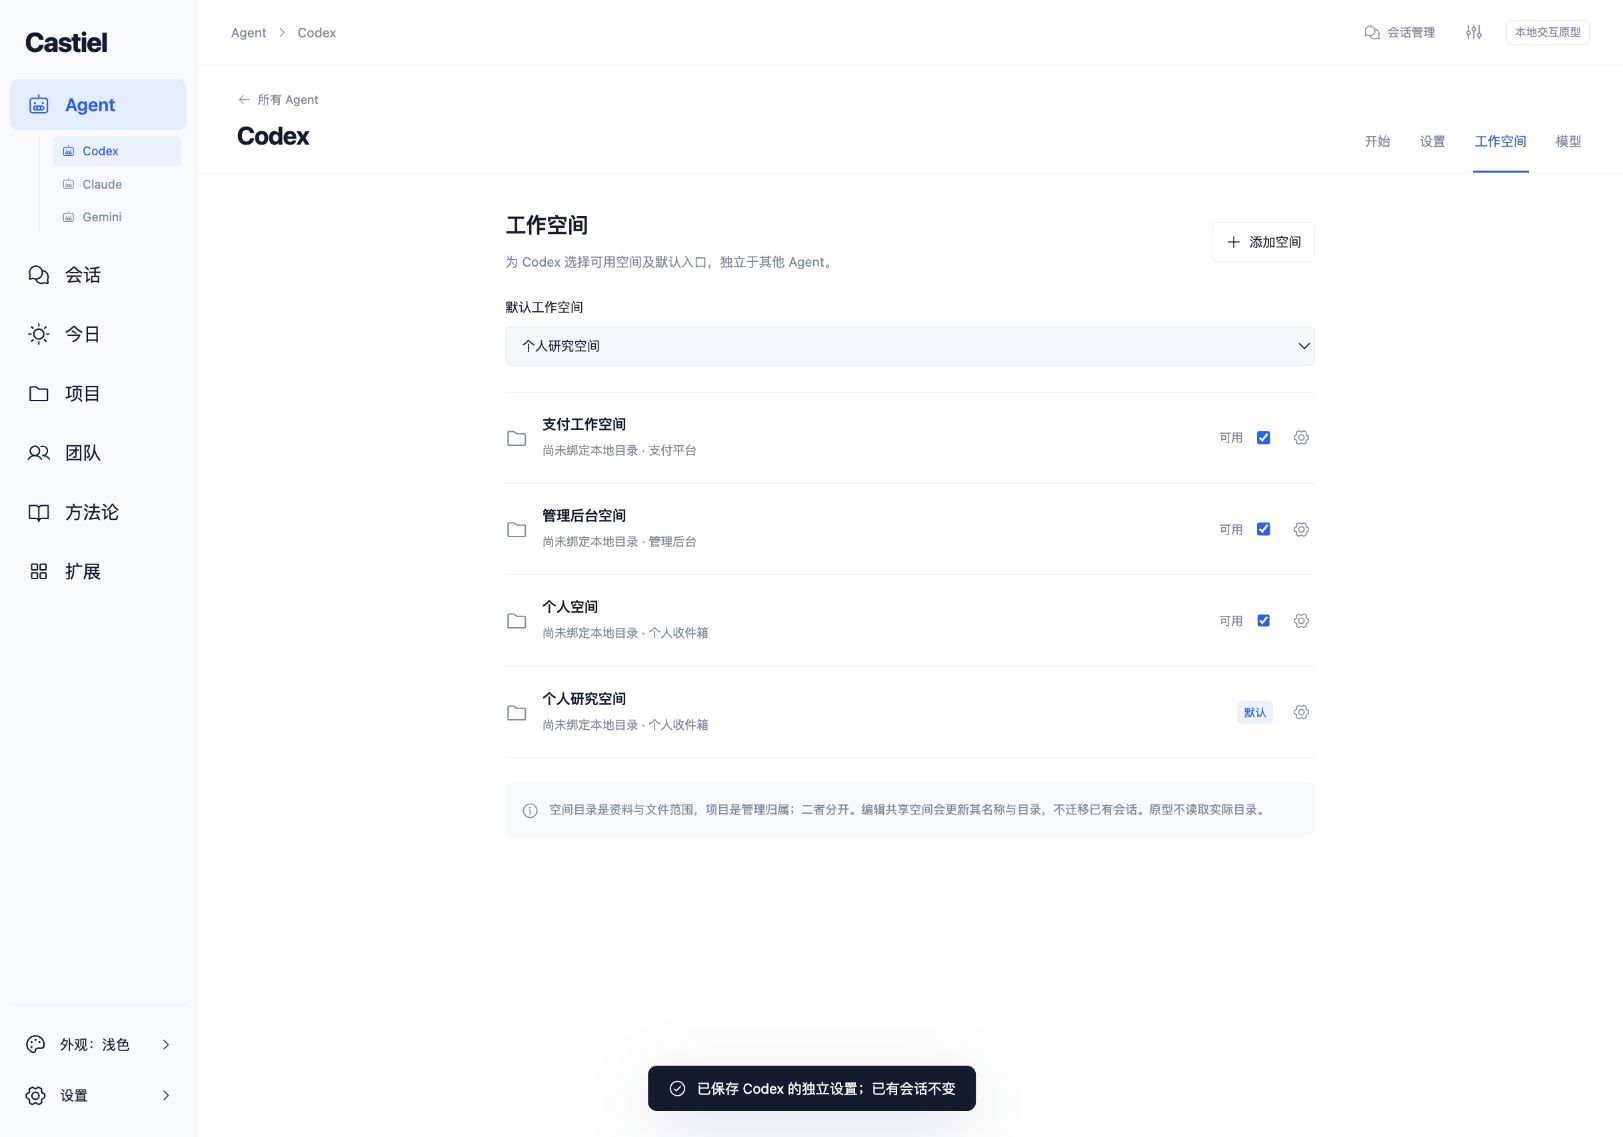 Castiel
Agent
Codex
Claude
Gemini
会话
今日
项目
团队
方法论
扩展
外观：浅色
设置
Agent > Codex
会话管理
本地交互原型
← 所有 Agent
Codex
开始
设置
工作空间
模型
工作空间
为 Codex 选择可用空间及默认入口，独立于其他 Agent。
添加空间
默认工作空间
个人研究空间
支付工作空间
尚未绑定本地目录 · 支付平台
可用
管理后台空间
尚未绑定本地目录 · 管理后台
可用
个人空间
尚未绑定本地目录 · 个人收件箱
可用
个人研究空间
尚未绑定本地目录 · 个人收件箱
默认
空间目录是资料与文件范围，项目是管理归属；二者分开。编辑共享空间会更新其名称与目录，不迁移已有会话。原型不读取实际目录。
已保存 Codex 的独立设置；已有会话不变